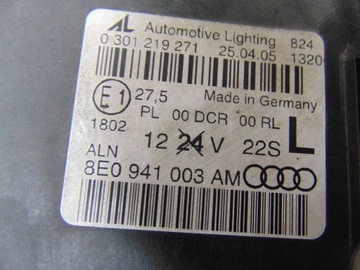 AL Automotive Lighting 824
0 301 219 271 25.04.05 1320
E1 27,5 Made in Germany
PL 00 DCR 00 RL
1802 12 24 V 22S L
ALN
8E0 941 003 AM